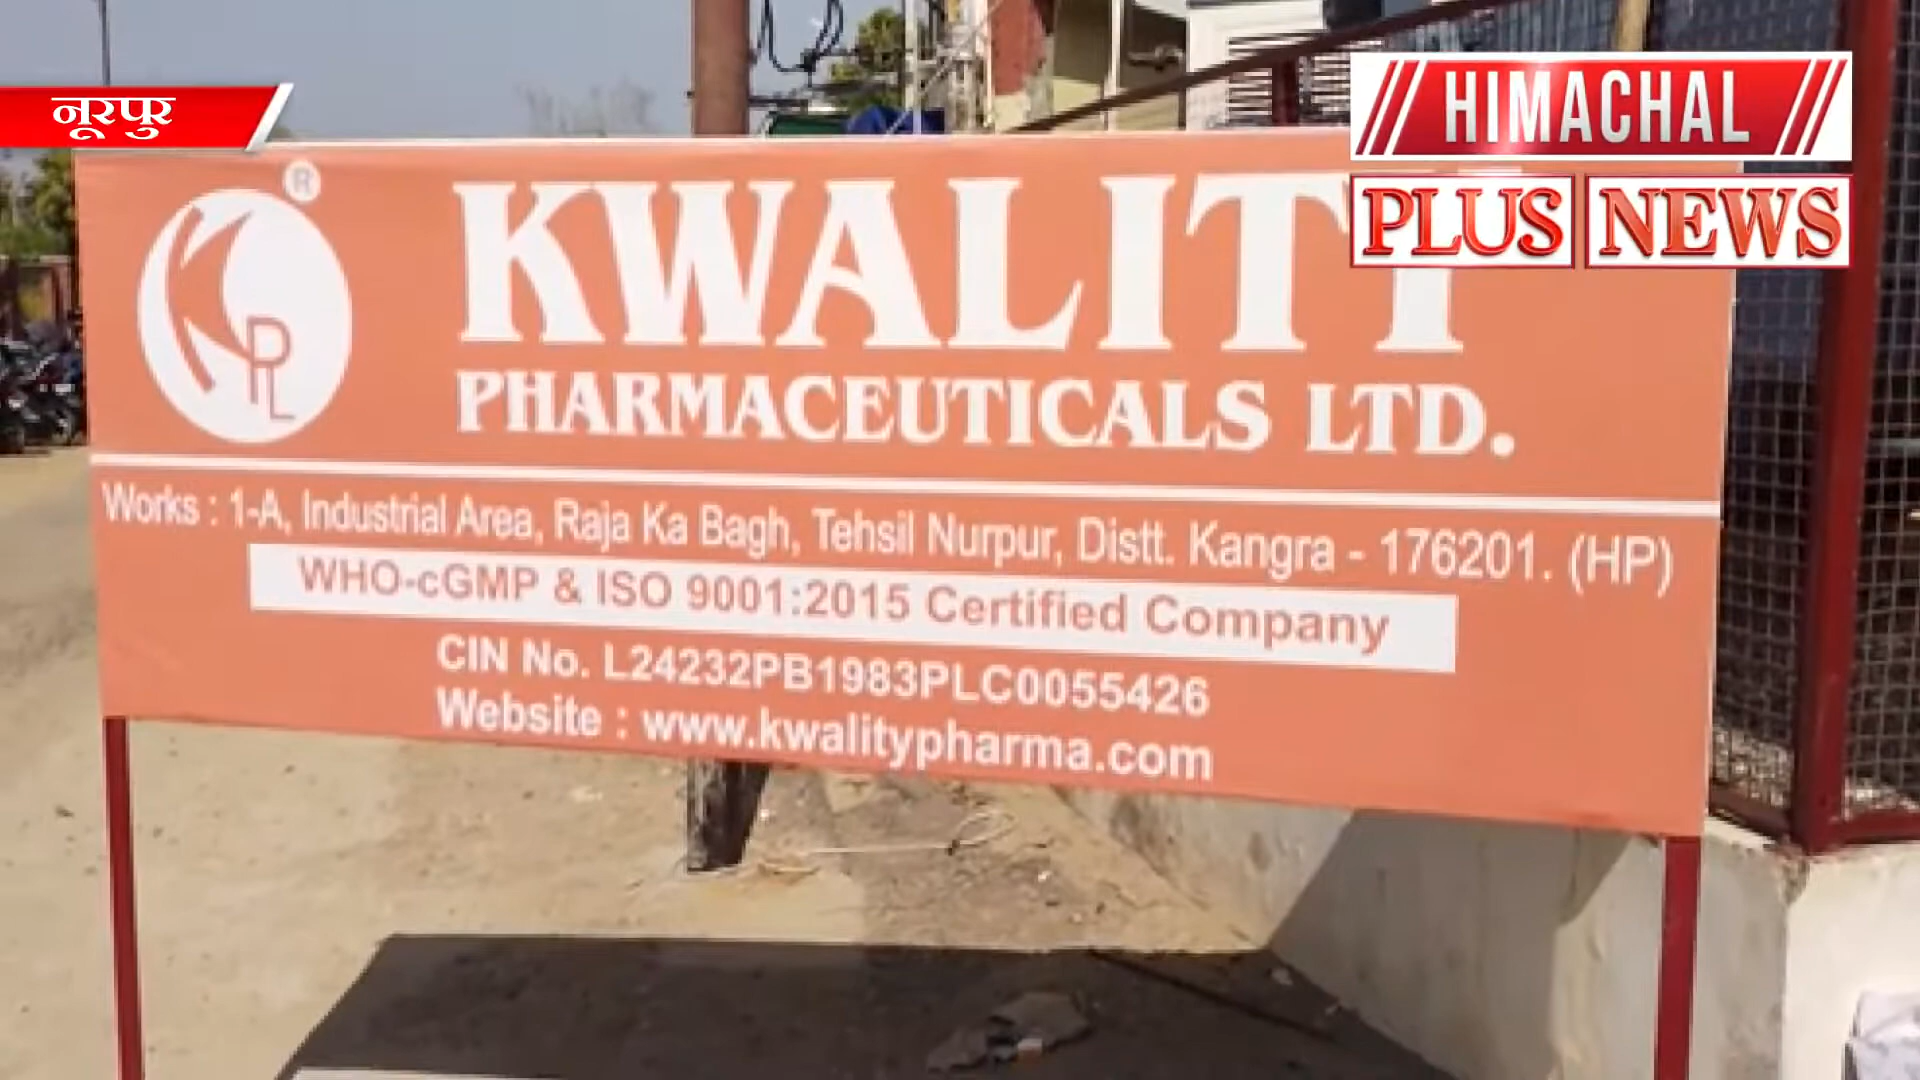 नूरपुर
HIMACHAL
PLUS NEWS
®
KWALITY
KPL
PHARMACEUTICALS LTD.
Works : 1-A, Industrial Area, Raja Ka Bagh, Tehsil Nurpur, Distt. Kangra - 176201. (HP)
WHO-cGMP & ISO 9001:2015 Certified Company
CIN No. L24232PB1983PLC0055426
Website : www.kwalitypharma.com